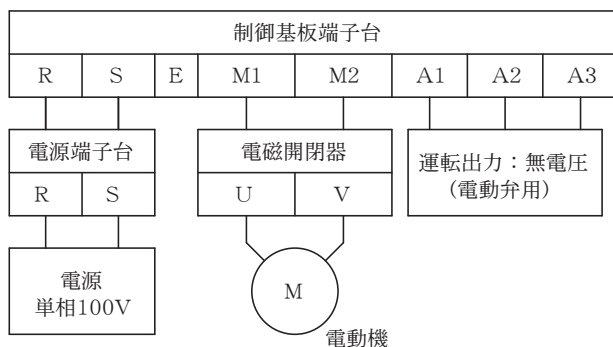 制御基板端子台
R S E M1 M2 A1 A2 A3
電源端子台
R S
電源
単相100V
電磁開閉器
U V
M
電動機
運転出力：無電圧
（電動弁用）